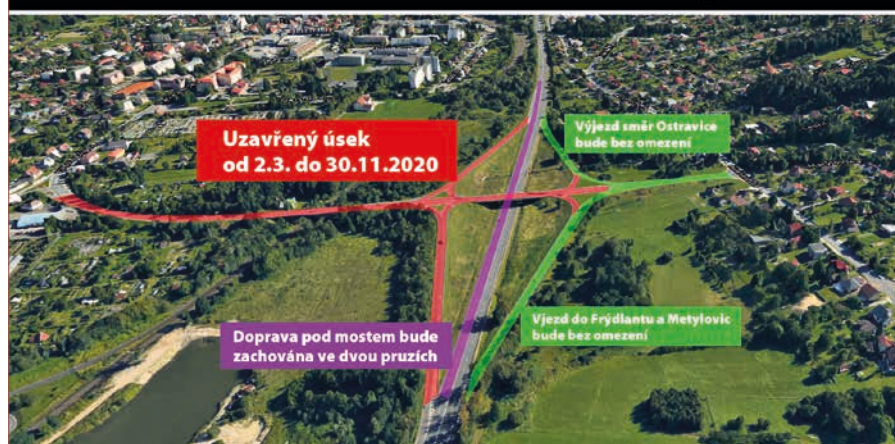 Uzavřený úsek
od 2.3. do 30.11.2020
Výjezd směr Ostravice
bude bez omezení
Doprava pod mostem bude
zachována ve dvou pruzích
Vjezd do Frýdlantu a Metylovic
bude bez omezení